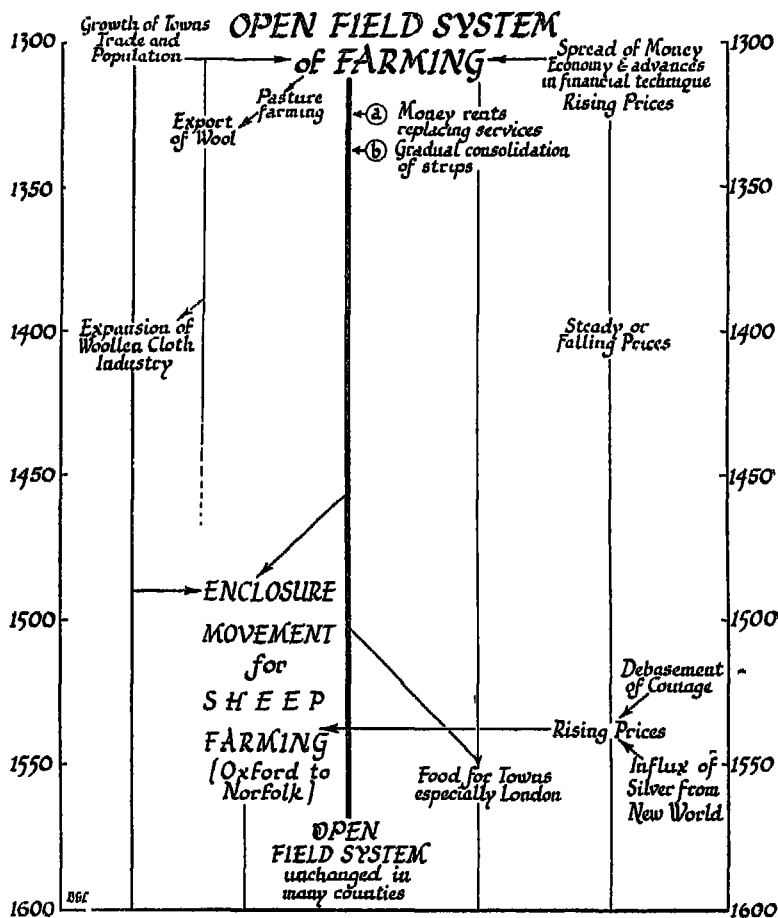 OPEN FIELD SYSTEM
of FARMING
Growth of Towns
Trade and
Population
Spread of Money
Economy & advances
in financial technique
Rising Prices
1300
1300
Pasture
farming
Export
of Wool
ⓐ Money rents
replacing services
ⓑ Gradual consolidation
of strips
1350
1350
Expansion of
Woollen Cloth
Industry
Steady or
Falling Prices
1400
1400
1450
1450
ENCLOSURE
MOVEMENT
for
SHEEP
FARMING
(Oxford to
Norfolk)
1500
1500
Debasement
of Coinage
Rising Prices
Influx of
Silver from
New World
1550
1550
Food for Towns
especially London
OPEN
FIELD SYSTEM
unchanged in
many counties
1600
1600